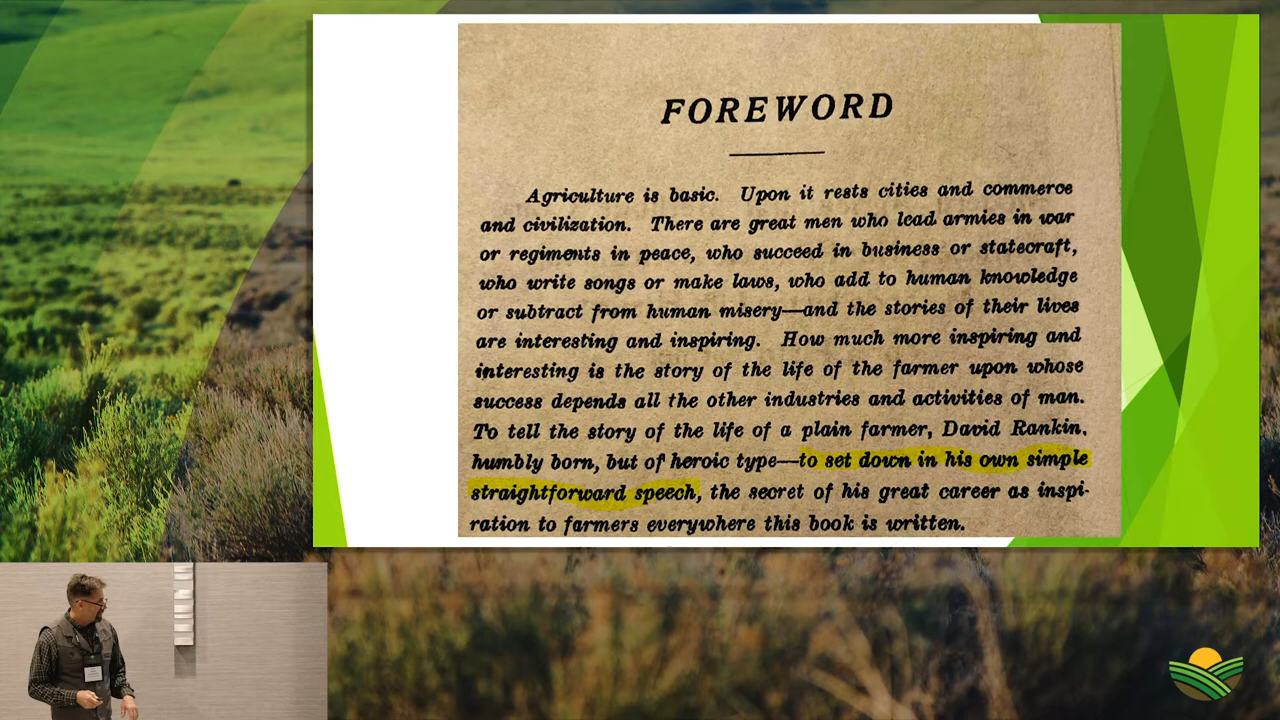 FOREWORD
Agriculture is basic. Upon it rests cities and commerce
and civilization. There are great men who lead armies in war
or regiments in peace, who succeed in business or statecraft,
who write songs or make laws, who add to human knowledge
or subtract from human misery—and the stories of their lives
are interesting and inspiring. How much more inspiring and
interesting is the story of the life of the farmer upon whose
success depends all the other industries and activities of man.
To tell the story of the life of a plain farmer, David Rankin,
humbly born, but of heroic type—to set down in his own simple
straightforward speech, the secret of his great career as inspi-
ration to farmers everywhere this book is written.